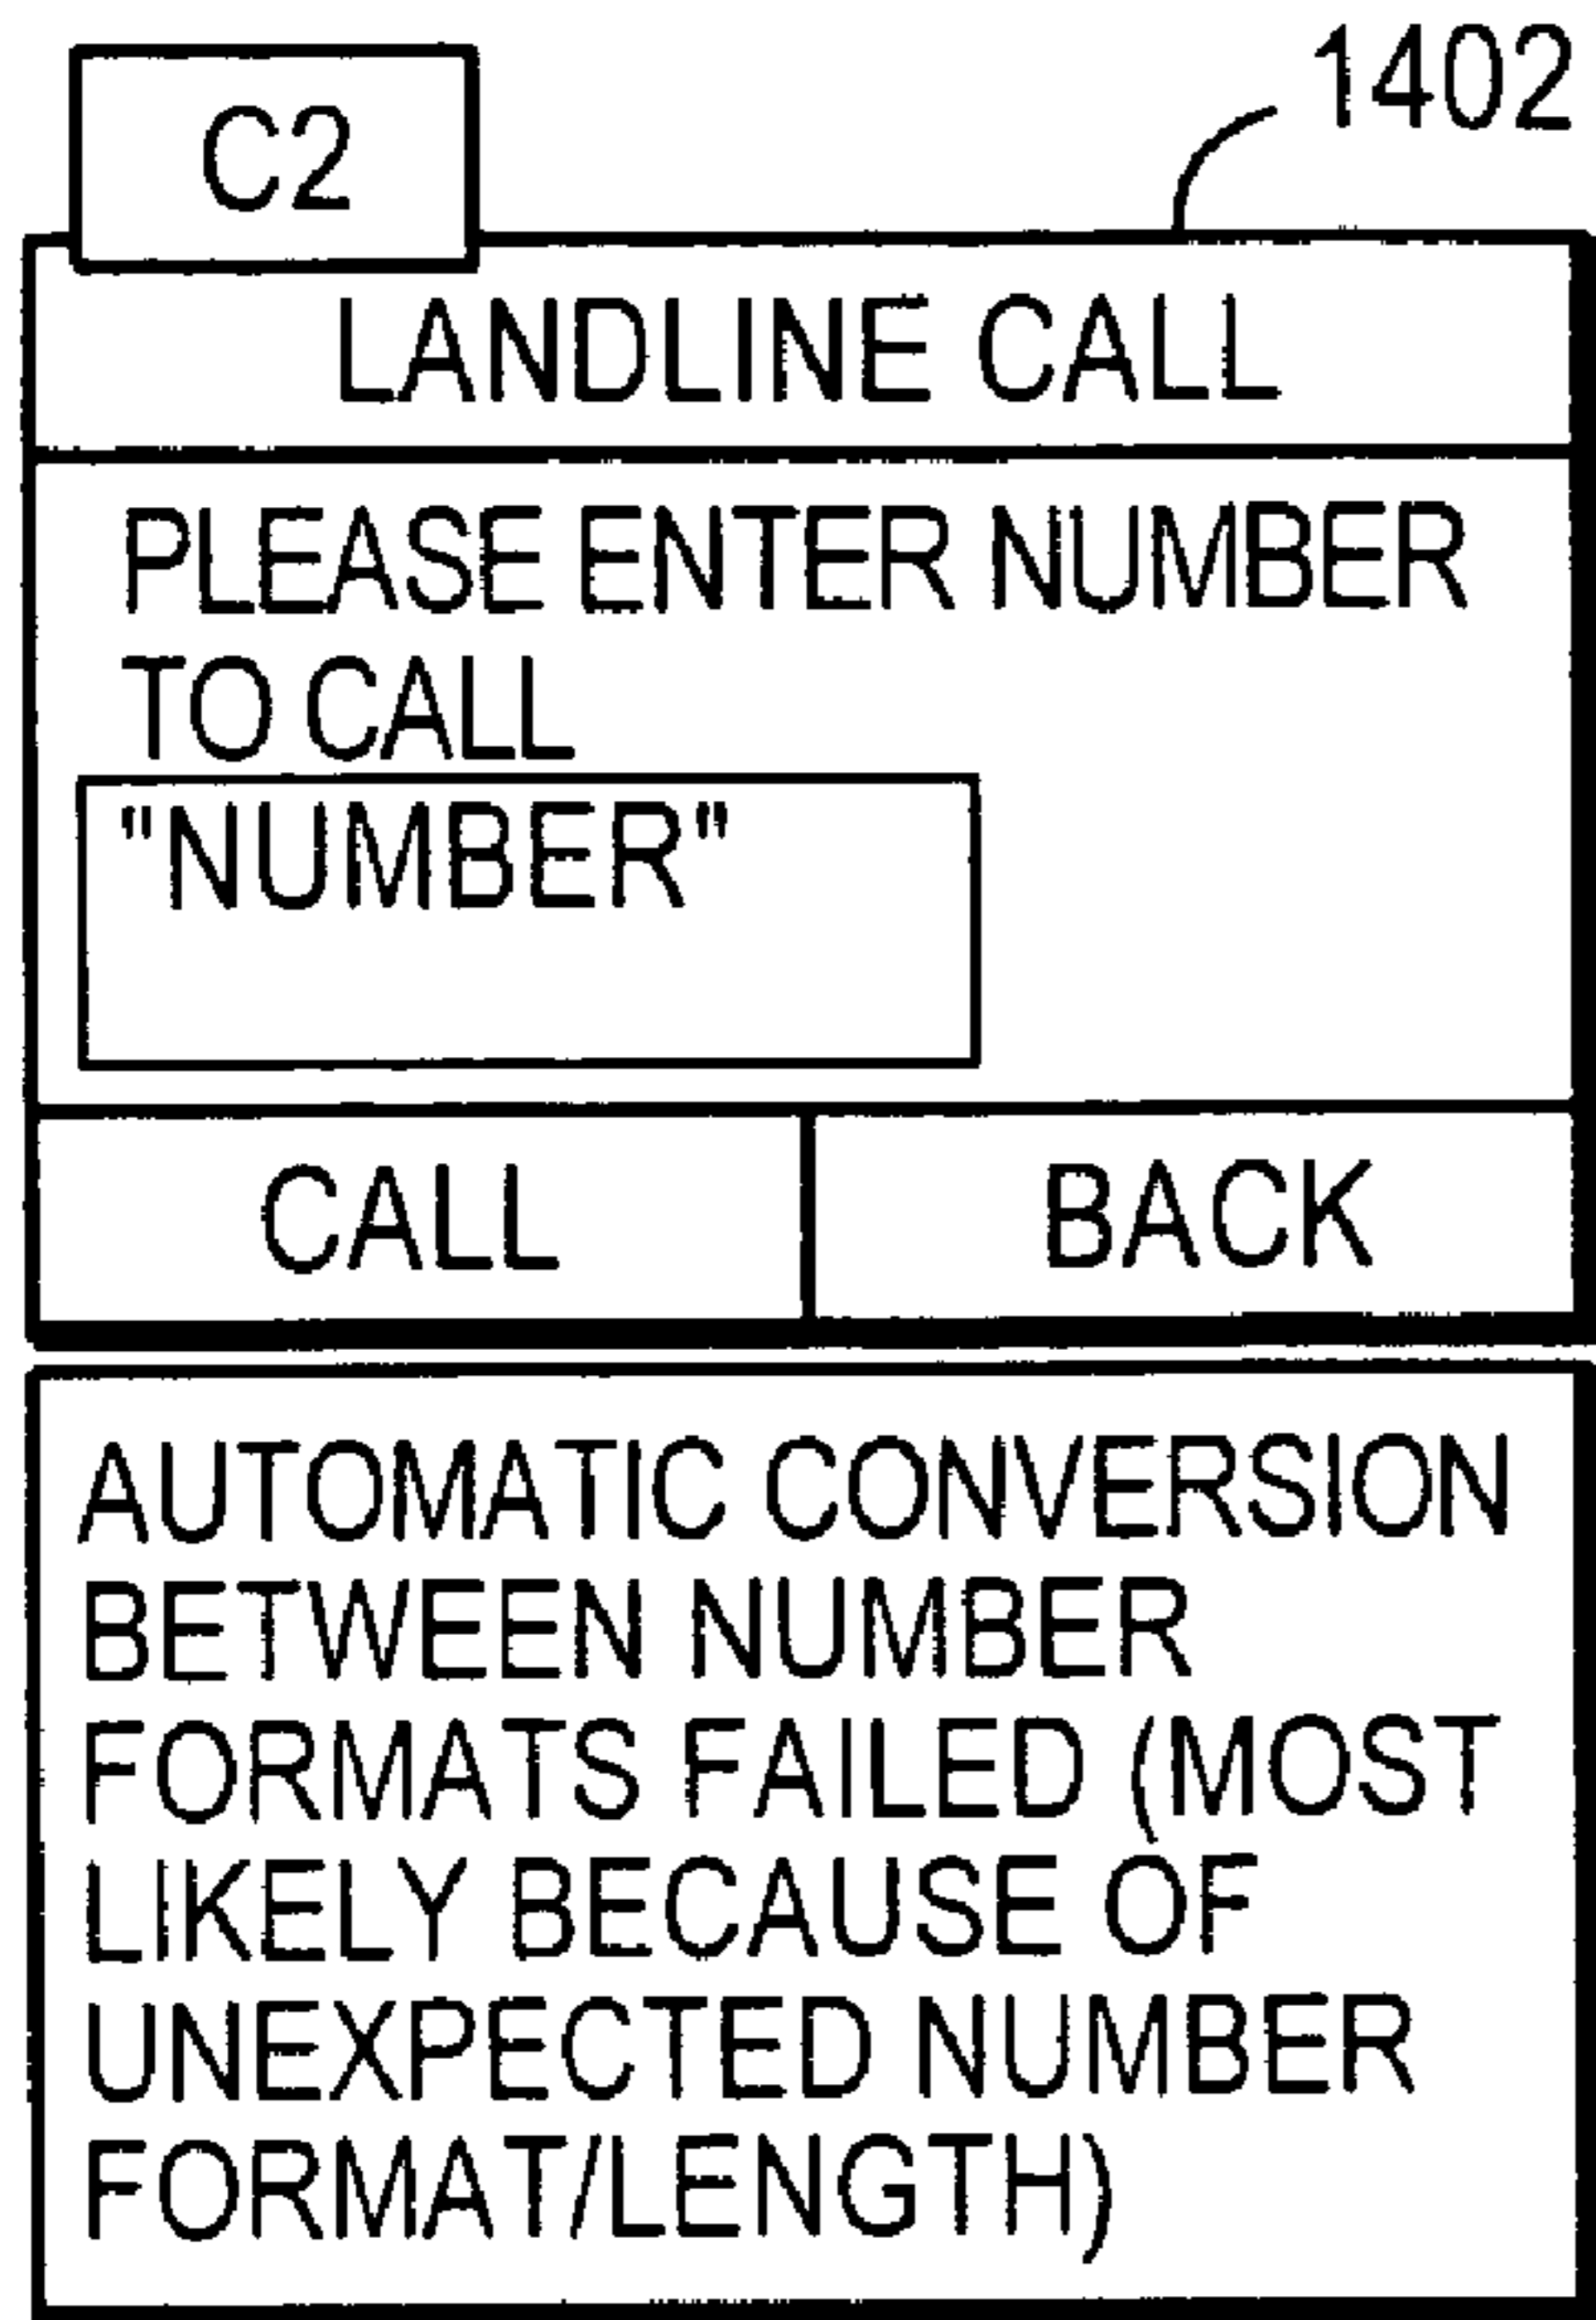 1402
C2
LANDLINE CALL
PLEASE ENTER NUMBER
TO CALL
"NUMBER"
CALL
BACK
AUTOMATIC CONVERSION
BETWEEN NUMBER
FORMATS FAILED (MOST
LIKELY BECAUSE OF
UNEXPECTED NUMBER
FORMAT/LENGTH)